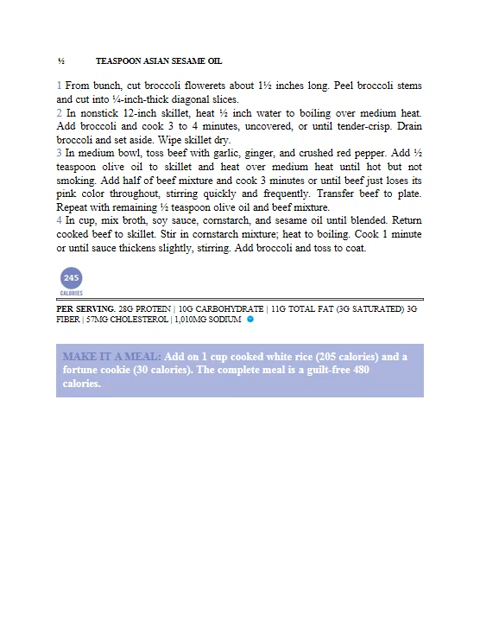 ½ TEASPOON ASIAN SESAME OIL
1 From bunch, cut broccoli flowerets about 1½ inches long. Peel broccoli stems
and cut into ¼-inch-thick diagonal slices.
2 In nonstick 12-inch skillet, heat ½ inch water to boiling over medium heat.
Add broccoli and cook 3 to 4 minutes, uncovered, or until tender-crisp. Drain
broccoli and set aside. Wipe skillet dry.
3 In medium bowl, toss beef with garlic, ginger, and crushed red pepper. Add ½
teaspoon olive oil to skillet and heat over medium heat until hot but not
smoking. Add half of beef mixture and cook 3 minutes or until beef just loses its
pink color throughout, stirring quickly and frequently. Transfer beef to plate.
Repeat with remaining ½ teaspoon olive oil and beef mixture.
4 In cup, mix broth, soy sauce, cornstarch, and sesame oil until blended. Return
cooked beef to skillet. Stir in cornstarch mixture; heat to boiling. Cook 1 minute
or until sauce thickens slightly, stirring. Add broccoli and toss to coat.
245
CALORIES
PER SERVING. 28G PROTEIN | 10G CARBOHYDRATE | 11G TOTAL FAT (3G SATURATED) 3G
FIBER | 57MG CHOLESTEROL | 1,010MG SODIUM
MAKE IT A MEAL: Add on 1 cup cooked white rice (205 calories) and a
fortune cookie (30 calories). The complete meal is a guilt-free 480
calories.